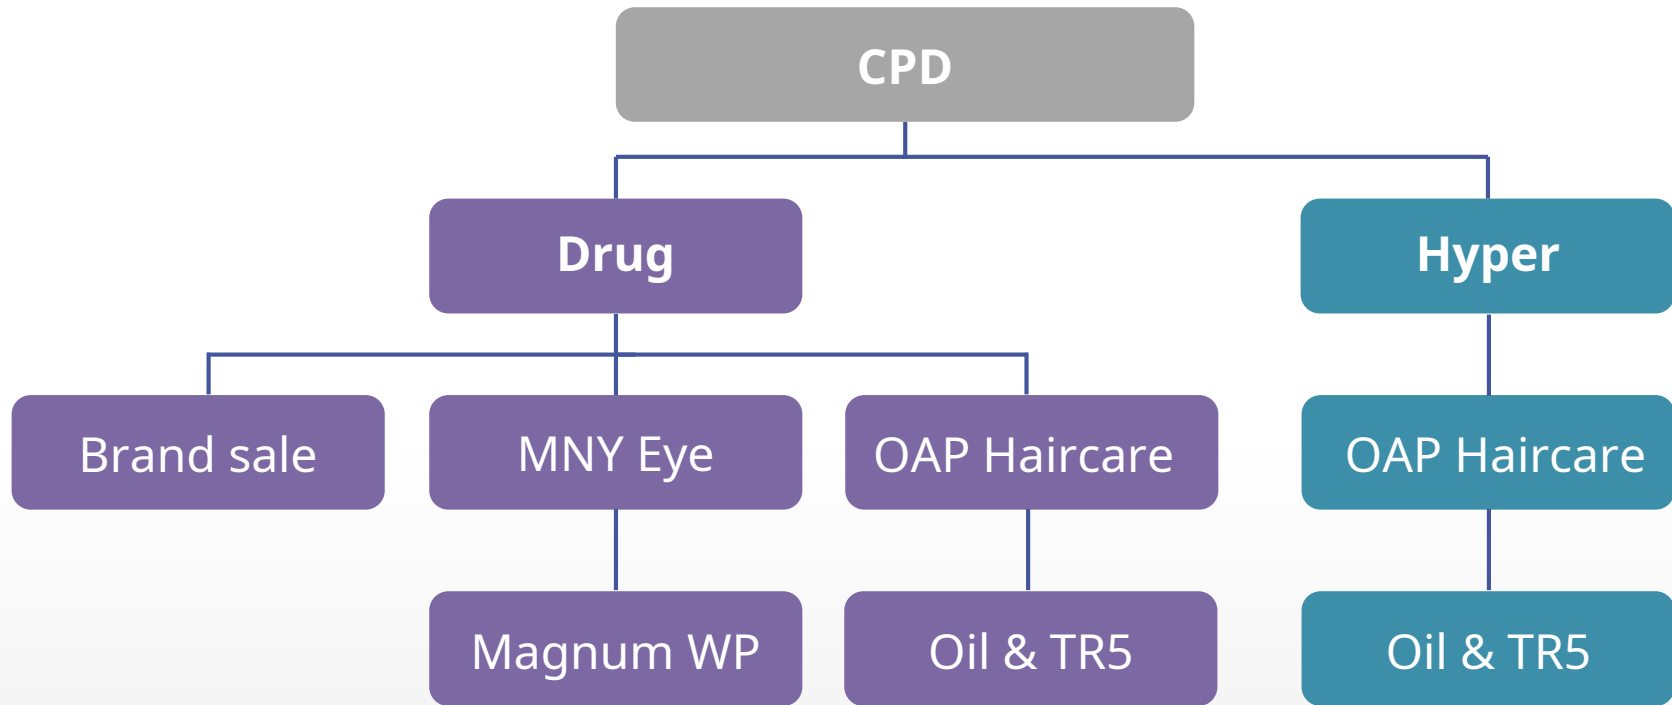 CPD
Drug
Hyper
Brand sale
MNY Eye
OAP Haircare
OAP Haircare
Magnum WP
Oil & TR5
Oil & TR5